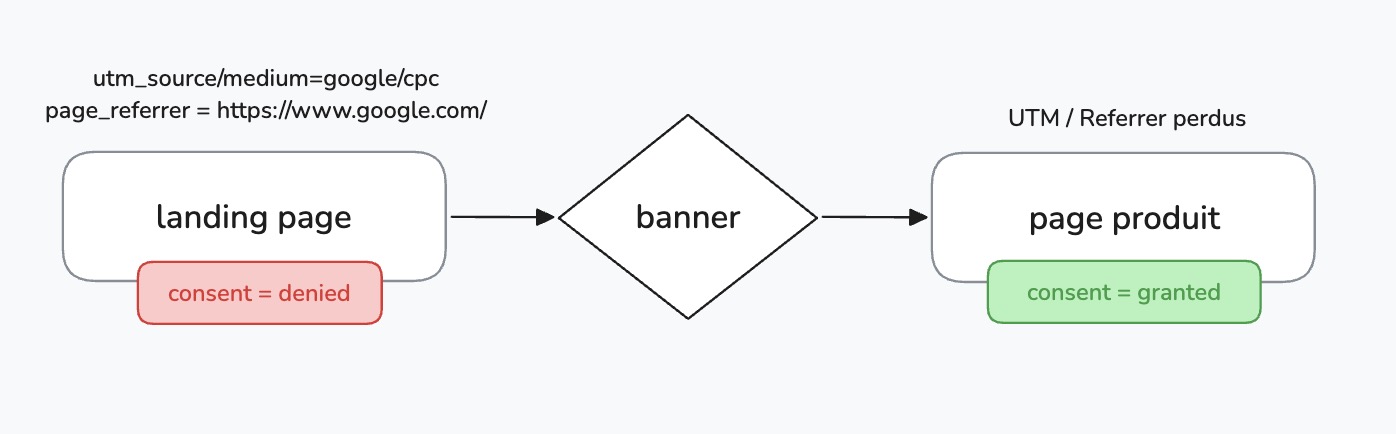 utm_source/medium=google/cpc
page_referrer = https://www.google.com/
landing page
consent = denied
banner
UTM / Referrer perdus
page produit
consent = granted